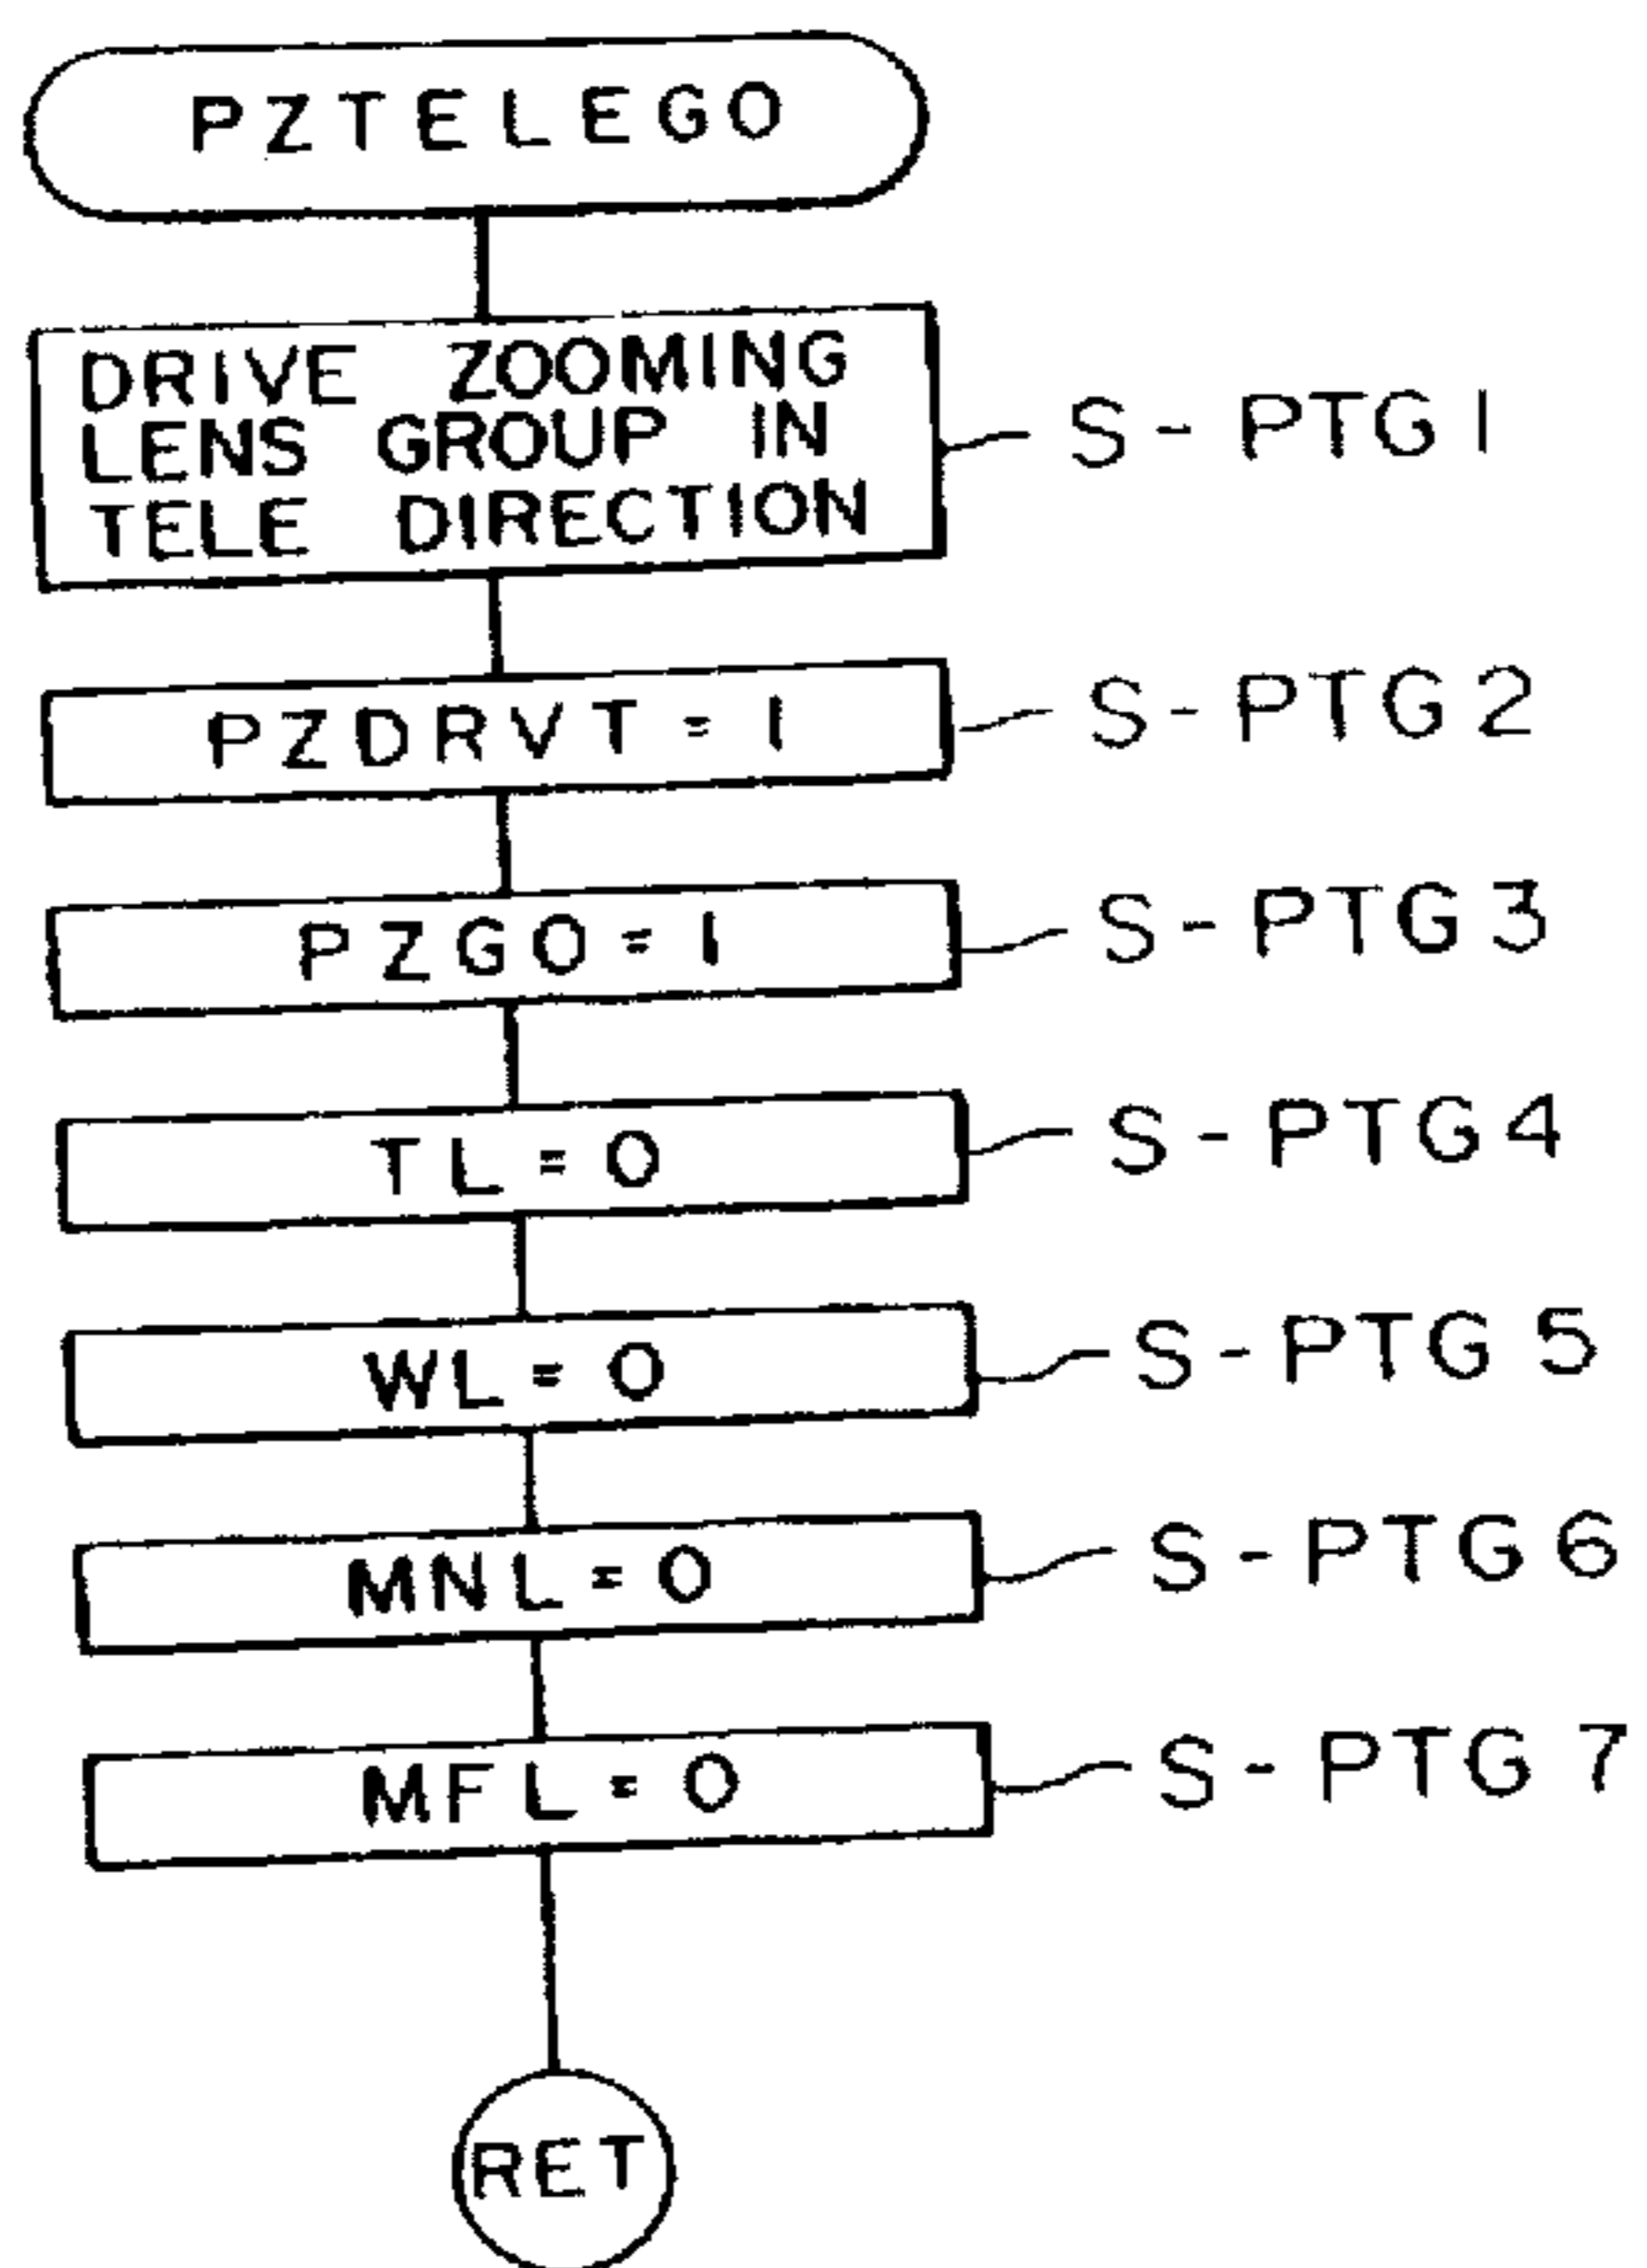 PZTELEGO
DRIVE ZOOMING
LENS GROUP IN
TELE DIRECTION
S-PTG1
PZDRVT=1
S-PTG2
PZGO=1
S-PTG3
TL=0
S-PTG4
WL=0
S-PTG5
MNL=0
S-PTG6
MFL=0
S-PTG7
RET